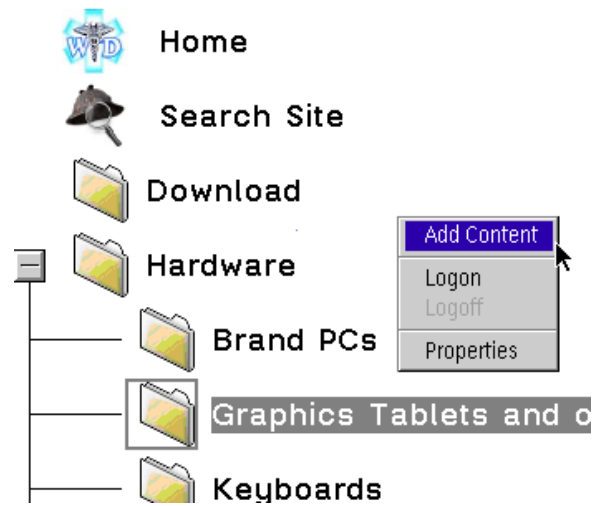 WD
Home
Search Site
Download
Add Content
Hardware
Logon
Logoff
Brand PCs
Properties
Graphics Tablets and o
Keyboards